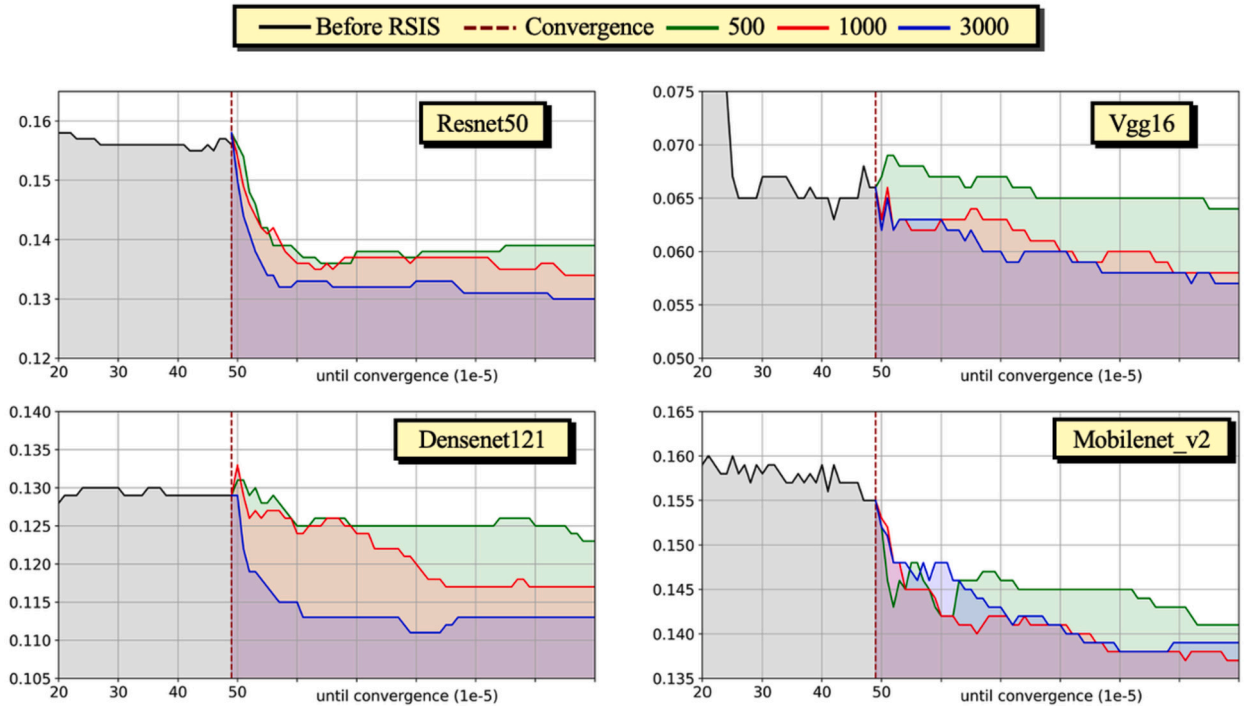 Before RSIS Convergence 500 1000 3000
Resnet50
0.16
0.15
0.14
0.13
0.12
20 30 40 50 until convergence (1e-5)
Vgg16
0.075
0.070
0.065
0.060
0.055
0.050
20 30 40 50 until convergence (1e-5)
Densenet121
0.140
0.135
0.130
0.125
0.120
0.115
0.110
0.105
20 30 40 50 until convergence (1e-5)
Mobilenet_v2
0.165
0.160
0.155
0.150
0.145
0.140
0.135
20 30 40 50 until convergence (1e-5)